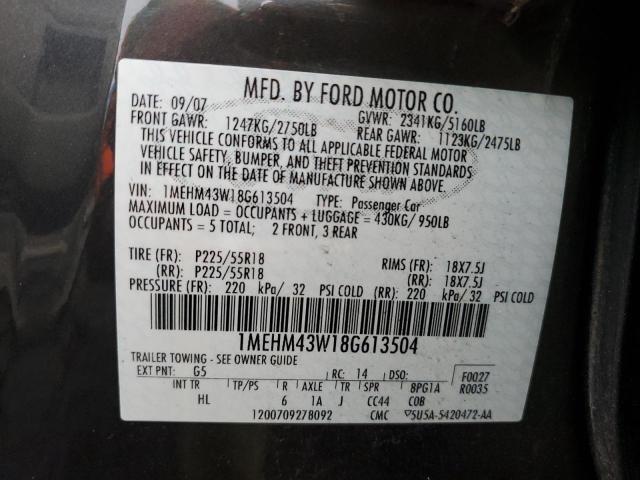 MFD. BY FORD MOTOR CO.
DATE: 09/07 GVWR: 2341KG/5160LB
FRONT GAWR: 1247KG/2750LB REAR GAWR: 1123KG/2475LB
THIS VEHICLE CONFORMS TO ALL APPLICABLE FEDERAL MOTOR
VEHICLE SAFETY, BUMPER, AND THEFT PREVENTION STANDARDS
IN EFFECT ON THE DATE OF MANUFACTURE SHOWN ABOVE.
VIN: 1MEHM43W18G613504 TYPE: Passenger Car
MAXIMUM LOAD = OCCUPANTS + LUGGAGE = 430KG/950LB
OCCUPANTS = 5 TOTAL; 2 FRONT, 3 REAR
TIRE (FR): P225/55R18 RIMS (FR): 18X7.5J
(RR): P225/55R18 (RR): 18X7.5J
PRESSURE (FR): 220 kPa/ 32 PSI COLD (RR): 220 kPa/ 32 PSI COLD
1MEHM43W18G613504
TRAILER TOWING - SEE OWNER GUIDE
EXT PNT: G5 RC: 14 DSO: F0027
INT TR TP/PS R AXLE TR SPR 8PG1A R0035
HL 6 1A J CC44 COB
120070927B092 CMC ▽5U5A-5420472-AA